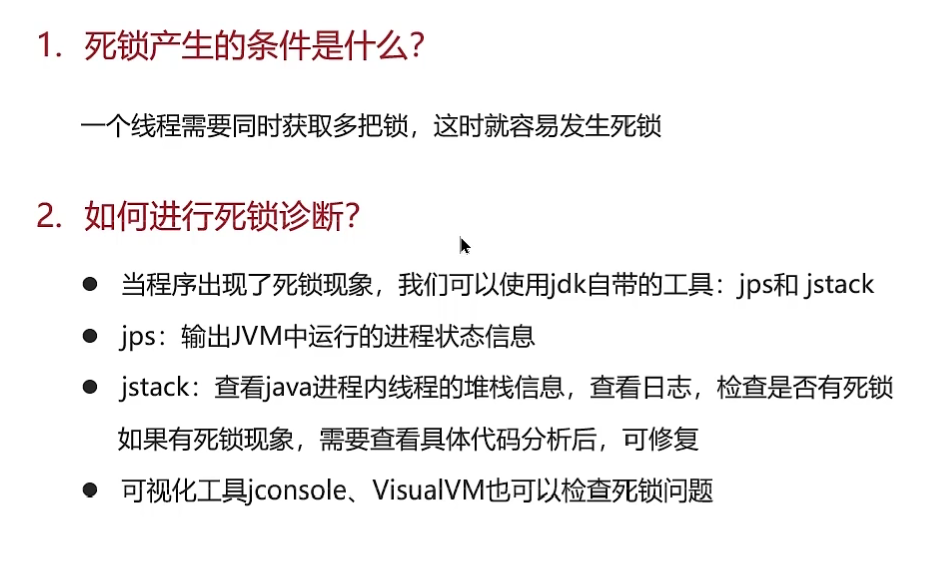 1. 死锁产生的条件是什么？
一个线程需要同时获取多把锁，这时就容易发生死锁
2. 如何进行死锁诊断？
● 当程序出现了死锁现象，我们可以使用jdk自带的工具：jps和 jstack
● jps：输出JVM中运行的进程状态信息
● jstack：查看java进程内线程的堆栈信息，查看日志，检查是否有死锁
如果有死锁现象，需要查看具体代码分析后，可修复
● 可视化工具jconsole、VisualVM也可以检查死锁问题